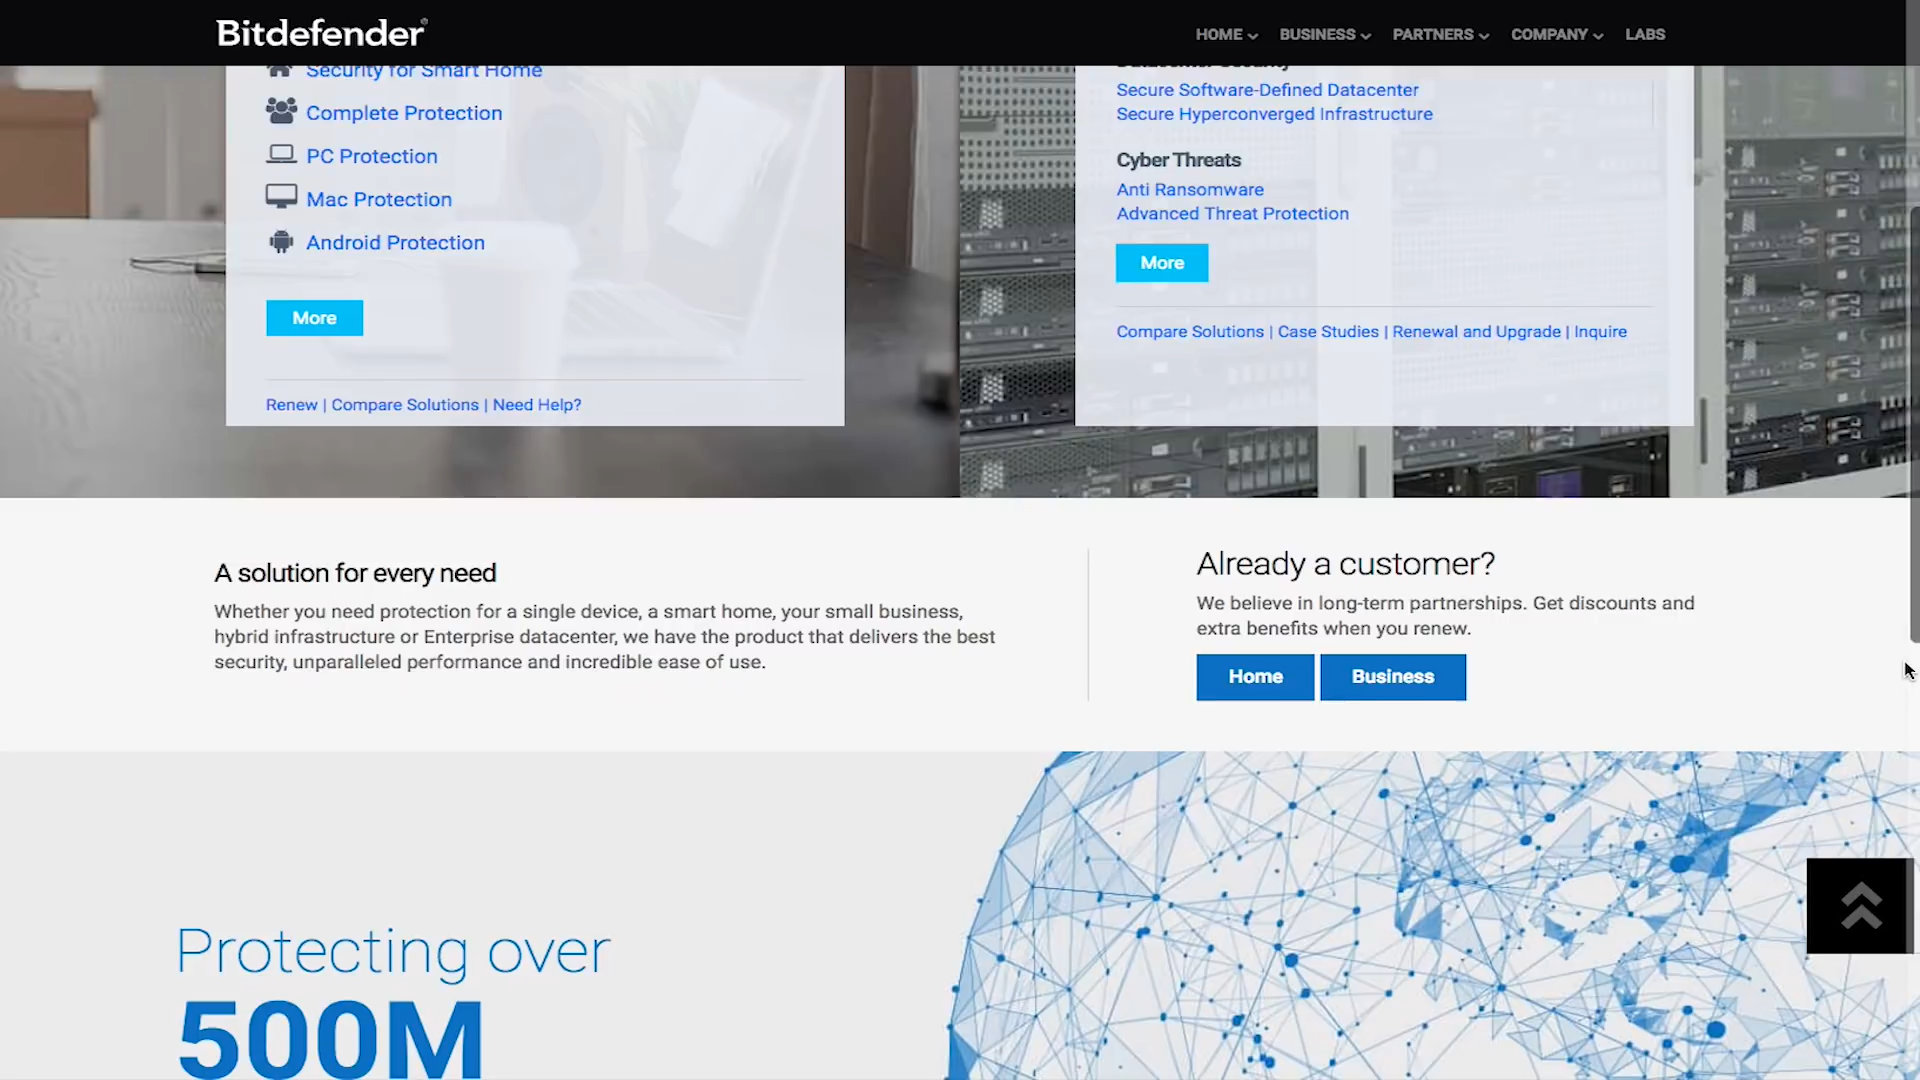 Bitdefender
HOME
BUSINESS
PARTNERS
COMPANY
LABS
Security for Smart Home
Complete Protection
PC Protection
Mac Protection
Android Protection
More
Renew | Compare Solutions | Need Help?
Secure Software-Defined Datacenter
Secure Hyperconverged Infrastructure
Cyber Threats
Anti Ransomware
Advanced Threat Protection
More
Compare Solutions | Case Studies | Renewal and Upgrade | Inquire
A solution for every need
Whether you need protection for a single device, a smart home, your small business,
hybrid infrastructure or Enterprise datacenter, we have the product that delivers the best
security, unparalleled performance and incredible ease of use.
Already a customer?
We believe in long-term partnerships. Get discounts and
extra benefits when you renew.
Home
Business
Protecting over
500M